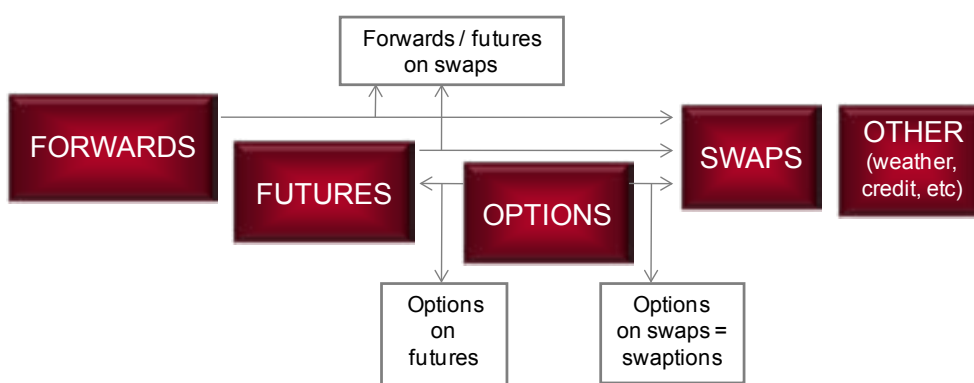 Forwards / futures
on swaps
FORWARDS
FUTURES
OPTIONS
SWAPS
OTHER
(weather,
credit, etc)
Options
on
futures
Options
on swaps =
swaptions